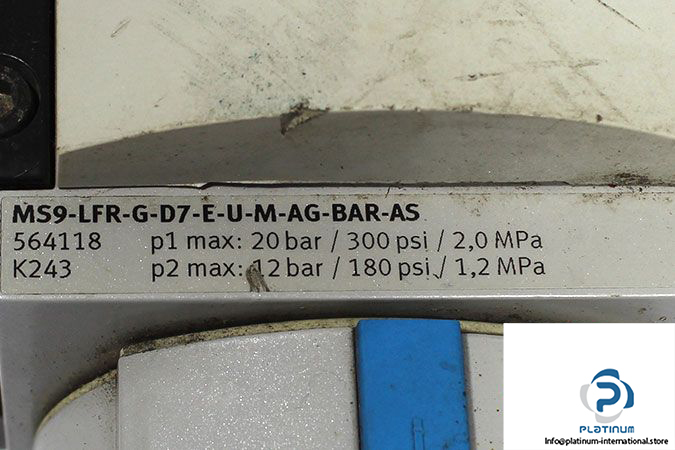 MS9-LFR-G-D7-E-U-M-AG-BAR-AS
564118 p1 max: 20 bar / 300 psi / 2,0 MPa
K243 p2 max: 12 bar / 180 psi / 1,2 MPa
PLATINUM
Info@platinum-international.store